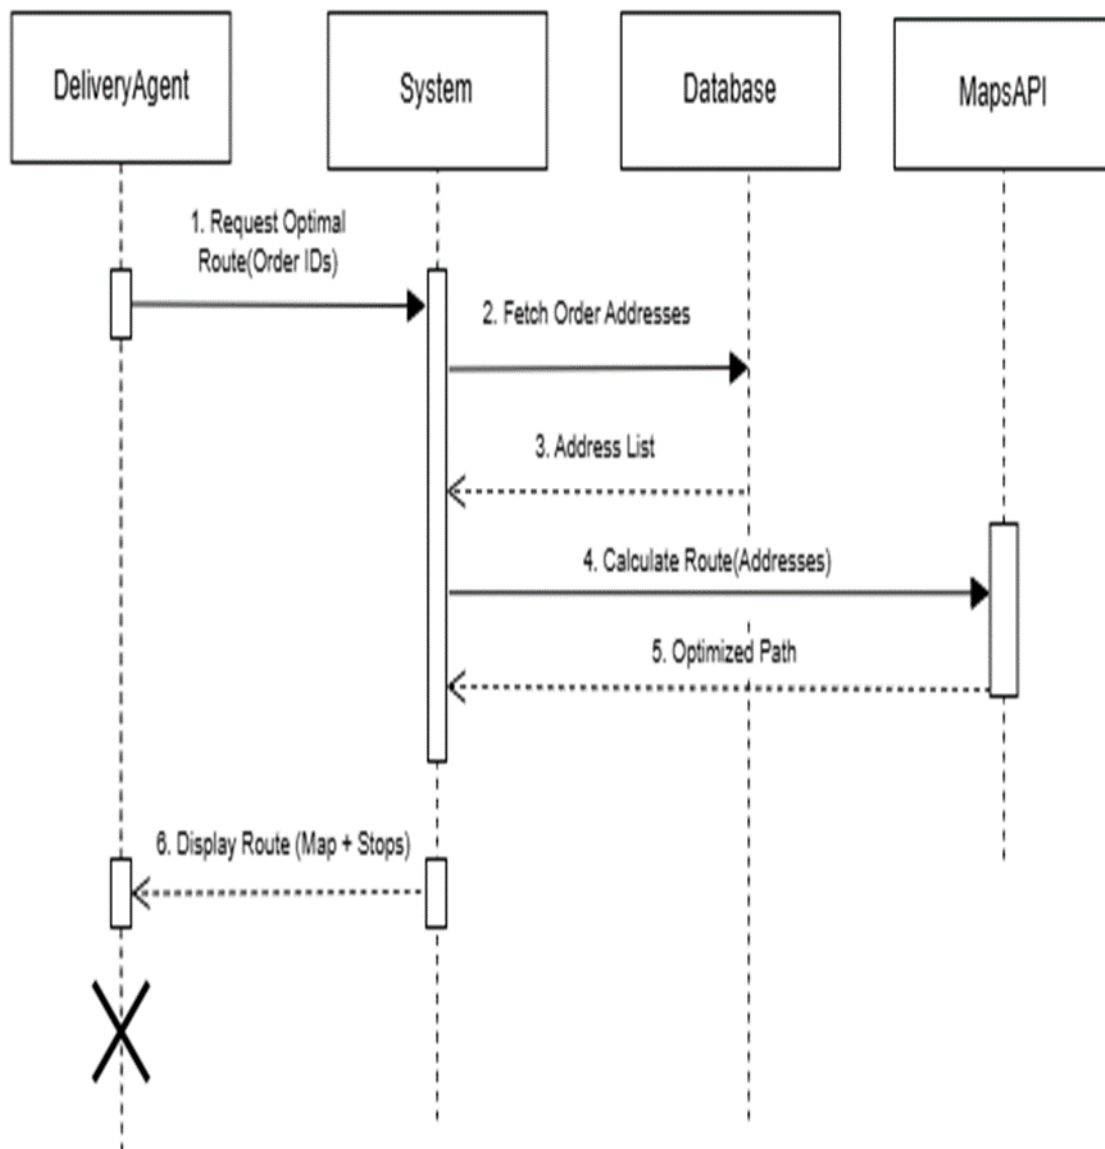 DeliveryAgent
System
Database
MapsAPI
1. Request Optimal
Route(Order IDs)
2. Fetch Order Addresses
3. Address List
4. Calculate Route(Addresses)
5. Optimized Path
6. Display Route (Map + Stops)